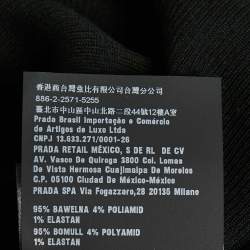 香港商台灣普拉達有限公司台灣分公司
886-2-2571-5255
臺北市中山區中山北路二段44號12樓A室
Prada Brasil Importação e Comércio
de Artigos de Luxo Ltda
CNPJ 13.633.271/0001-26
PRADA RETAIL MÉXICO, S DE RL DE CV
AV. Vasco De Quiroga 3800 Col. Lomas
De Vista Hermosa Cuajimalpa De Morelos
C.P. 05100 Ciudad De México-México
PRADA SPA Via Fogazzaro,28 20135 Milano
95% BAWELNA 4% POLIAMID
1% ELASTAN
95% BOMULL 4% POLYAMID
1% ELASTAN